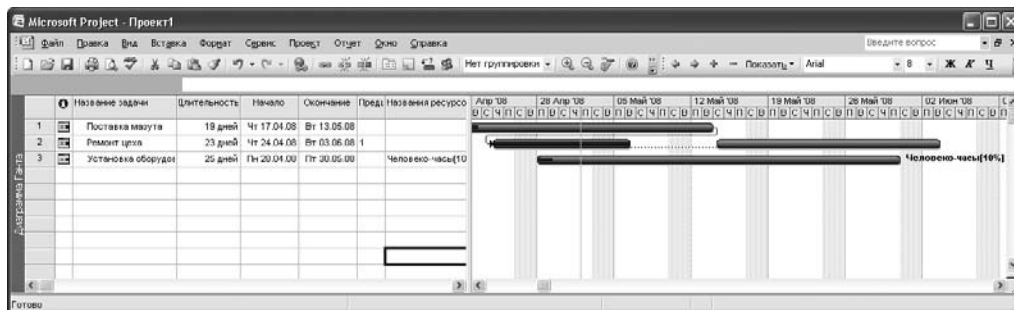 Microsoft Project - Проект1
Файл Правка Вид Вставка Формат Сервис Проект Отчет Окно Справка
Введите вопрос
Нет группировки Показать Arial 8 Ж К Ч
Название задачи Длительность Начало Окончание Предш Названия ресурсо
Апр '08 28 Апр '08 05 Май '08 12 Май '08 19 Май '08 26 Май '08 02 Июн '08
1 Поставка мазута 19 дней Чт 17.04.08 Вт 13.05.08
2 Ремонт цеха 23 дней Чт 24.04.08 Вт 03.06.08 1
3 Установка оборудов 25 дней Пн Пт 30.05.08 Человеко-часы[10
Человеко-часы[10%]
Диаграмма Ганта
Готово